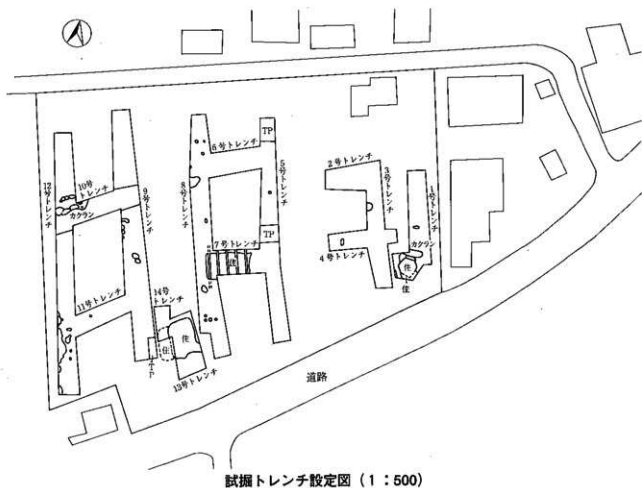 TP
6号トレンチ
5号トレンチ
2号トレンチ
3号トレンチ
1号トレンチ
12号トレンチ
10号
トレンチ
カクラン
9号トレンチ
8号トレンチ
TP
7号トレンチ
住
4号トレンチ
カクラン
住
住
11号トレンチ
14号
トレンチ
住
住
TP
13号トレンチ
道路
試掘トレンチ設定図（1：500）